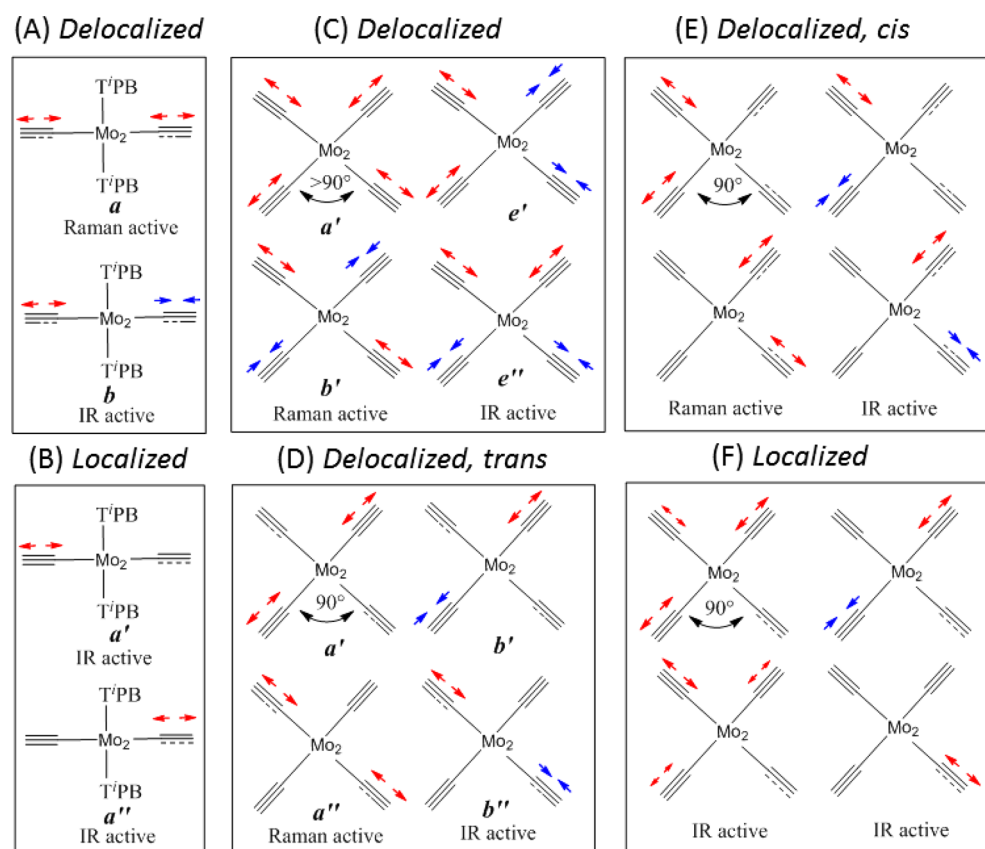 (A) Delocalized
TⁱPB
Mo₂
TⁱPB
a
Raman active
TⁱPB
Mo₂
TⁱPB
b
IR active
(C) Delocalized
Mo₂
>90°
a'
Mo₂
e'
Mo₂
b'
Raman active
Mo₂
e''
IR active
(E) Delocalized, cis
Mo₂
90°
Mo₂
Mo₂
Mo₂
Raman active
IR active
(B) Localized
TⁱPB
Mo₂
TⁱPB
a'
IR active
TⁱPB
Mo₂
TⁱPB
a''
IR active
(D) Delocalized, trans
Mo₂
90°
a'
Mo₂
b'
Mo₂
a''
Raman active
Mo₂
b''
IR active
(F) Localized
Mo₂
90°
Mo₂
Mo₂
Mo₂
IR active
IR active